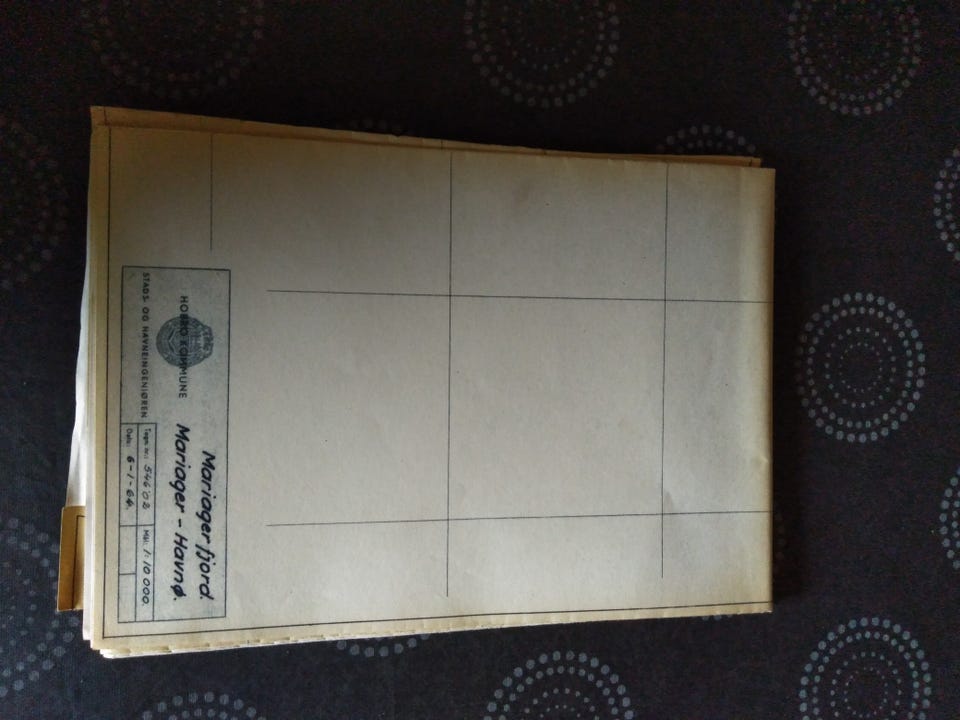 HOBRO KOMMUNE
STADS- OG HAVNEINGENIØREN
Mariager fjord.
Mariager - Havnø.
Tegn. nr.: 546'02 Mål: 1:10 000.
Dato: 6-1-64.